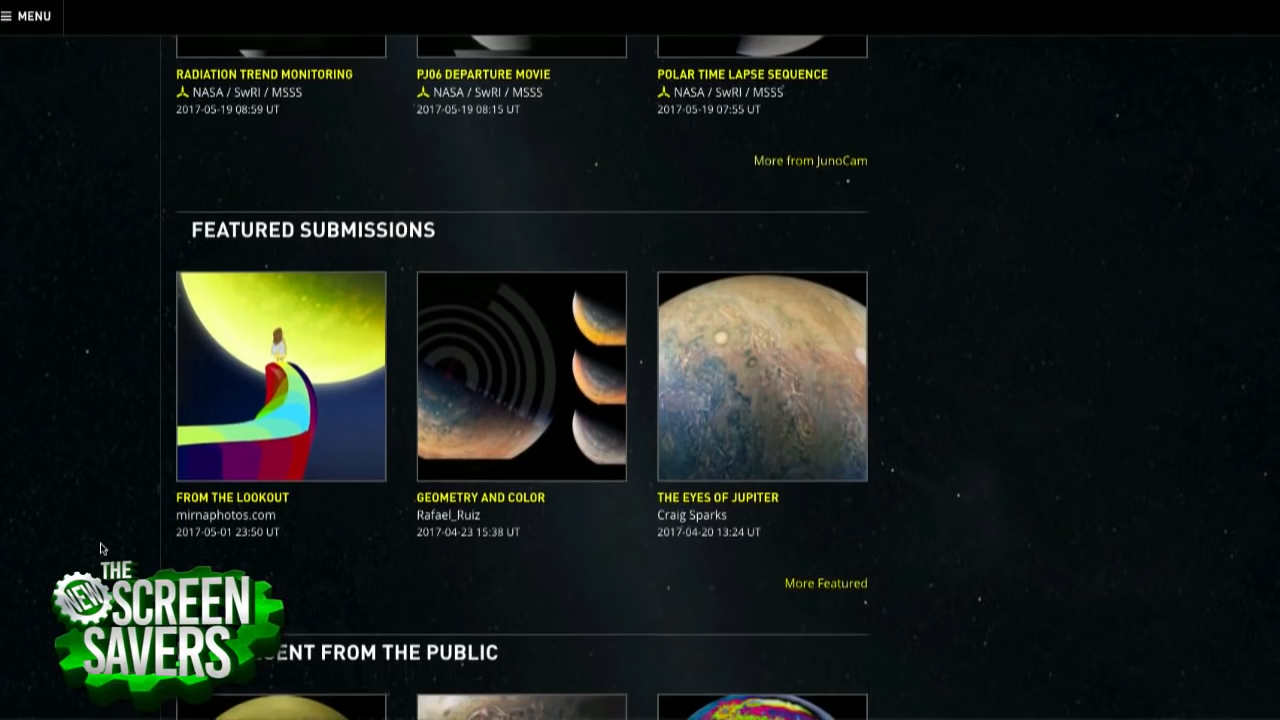 MENU
RADIATION TREND MONITORING
NASA / SwRI / MSSS
2017-05-19 08:59 UT
PJ06 DEPARTURE MOVIE
NASA / SwRI / MSSS
2017-05-19 08:15 UT
POLAR TIME LAPSE SEQUENCE
NASA / SwRI / MSSS
2017-05-19 07:55 UT
More from JunoCam
FEATURED SUBMISSIONS
FROM THE LOOKOUT
mirnaphotos.com
2017-05-01 23:50 UT
GEOMETRY AND COLOR
Rafael_Ruiz
2017-04-23 15:38 UT
THE EYES OF JUPITER
Craig Sparks
2017-04-20 13:24 UT
More Featured
FROM THE PUBLIC
THE
NEW
SCREEN
SAVERS